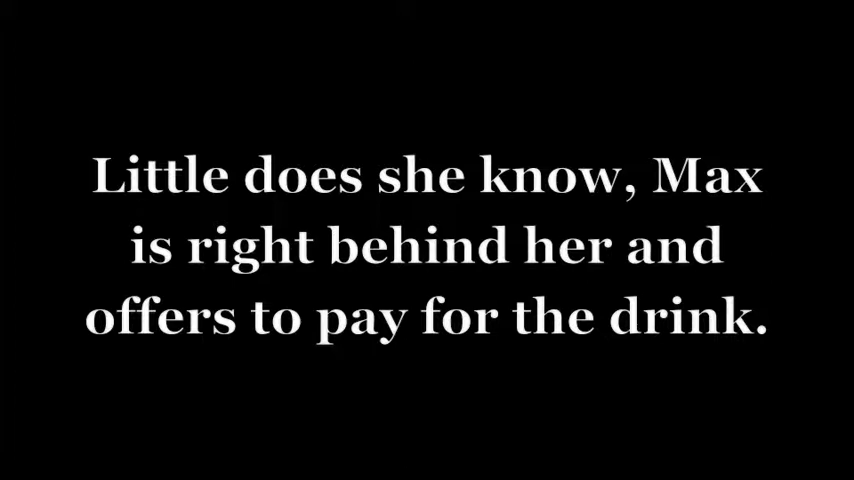 Little does she know, Max
is right behind her and
offers to pay for the drink.